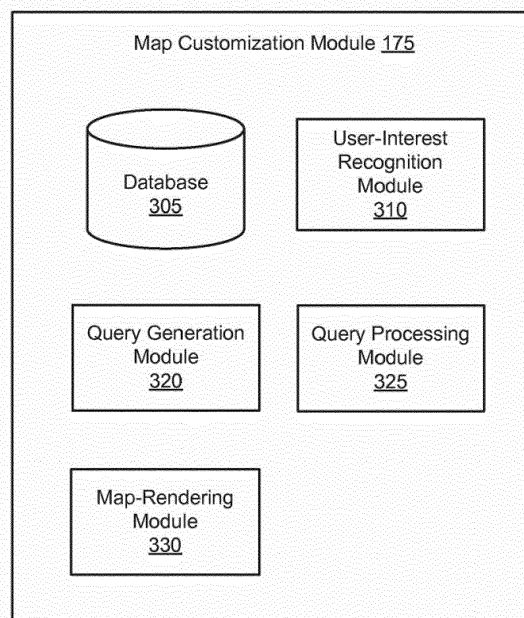 Map Customization Module 175
Database
305
User-Interest
Recognition
Module
310
Query Generation
Module
320
Query Processing
Module
325
Map-Rendering
Module
330